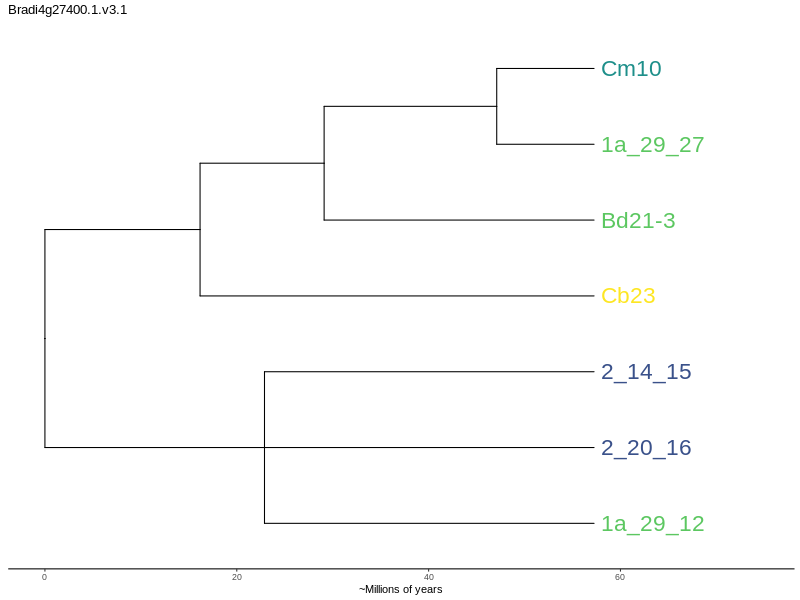 Bradi4g27400.1.v3.1
Cm10
1a_29_27
Bd21-3
Cb23
2_14_15
2_20_16
1a_29_12
0 20 40 60
~Millions of years